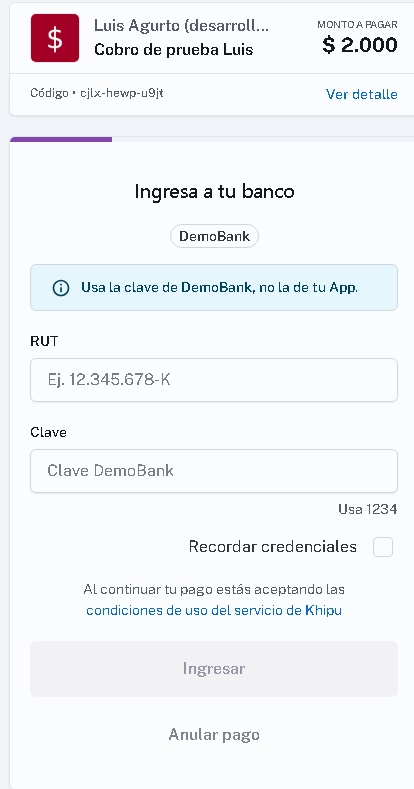 Luis Agurto (desarroll...
Cobro de prueba Luis
MONTO A PAGAR
$ 2.000
Código • cjlx-hewp-u9jt
Ver detalle
Ingresa a tu banco
DemoBank
Usa la clave de DemoBank, no la de tu App.
RUT
Ej. 12.345.678-K
Clave
Clave DemoBank
Usa 1234
Recordar credenciales
Al continuar tu pago estás aceptando las
condiciones de uso del servicio de Khipu
Ingresar
Anular pago